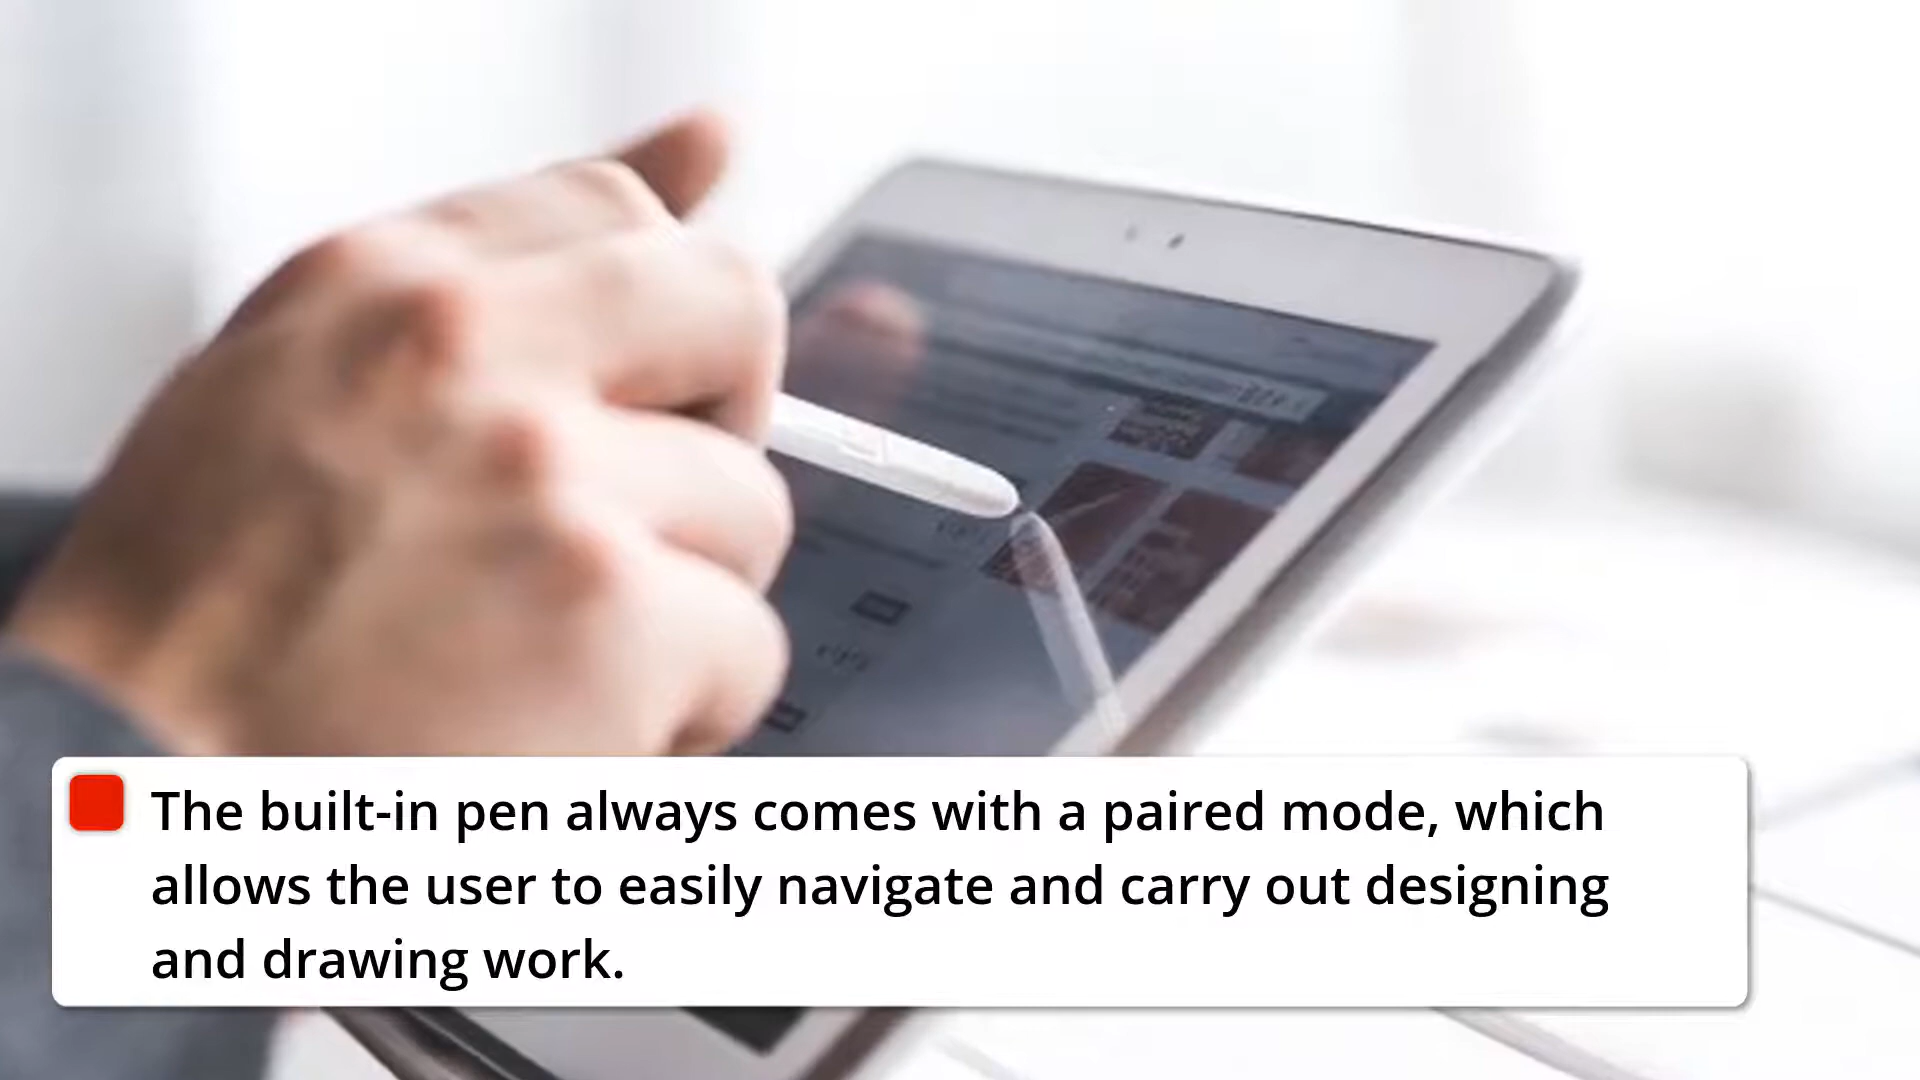 The built-in pen always comes with a paired mode, which
allows the user to easily navigate and carry out designing
and drawing work.